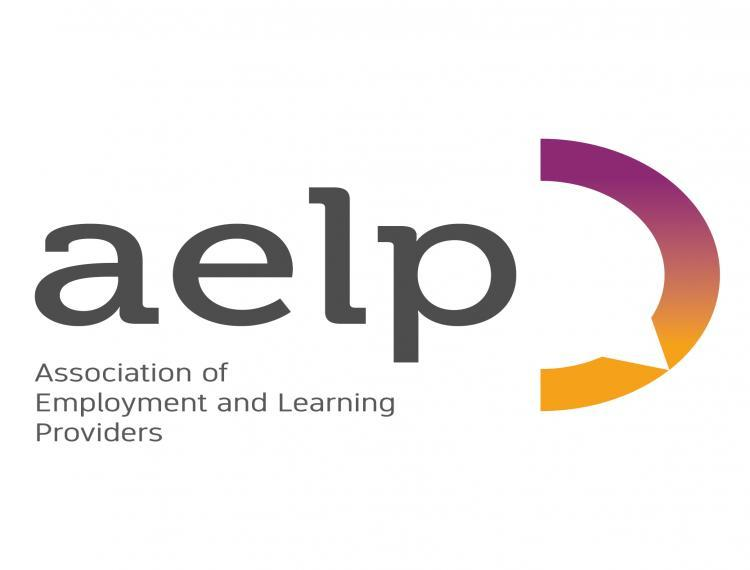 aelp
Association of
Employment and Learning
Providers